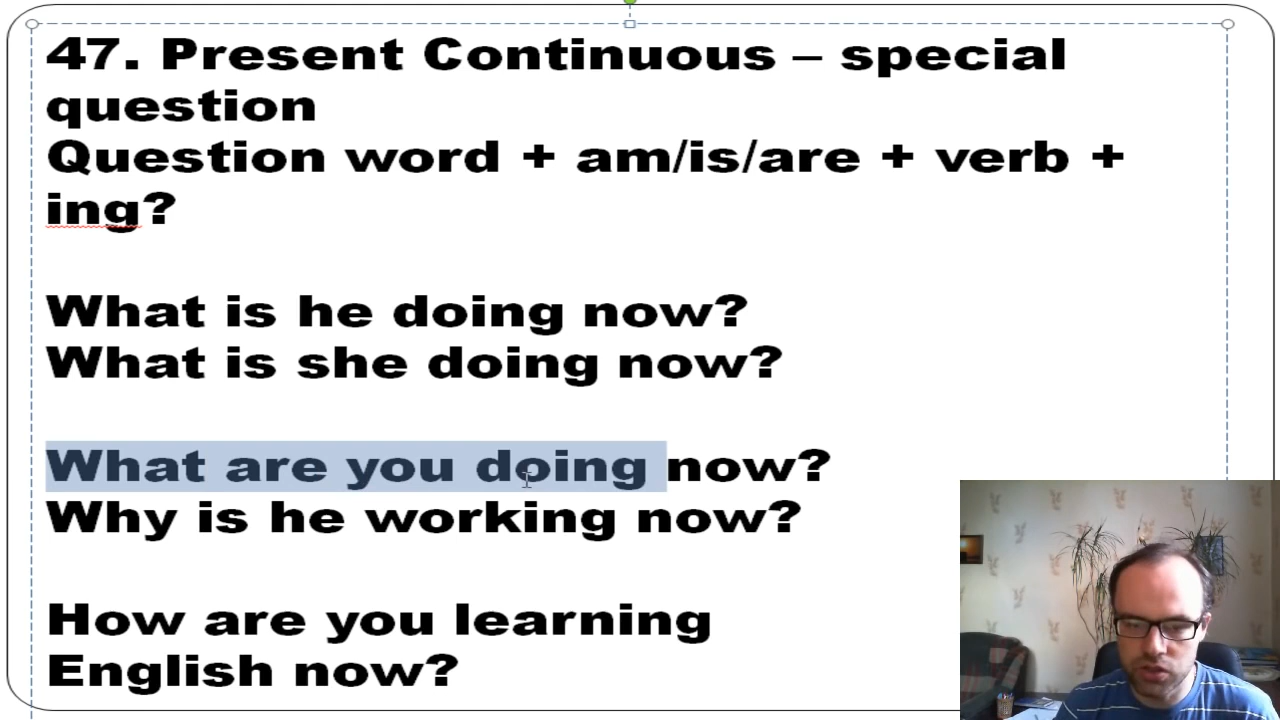 47. Present Continuous – special
question
Question word + am/is/are + verb +
ing?
What is he doing now?
What is she doing now?
What are you doing now?
Why is he working now?
How are you learning
English now?